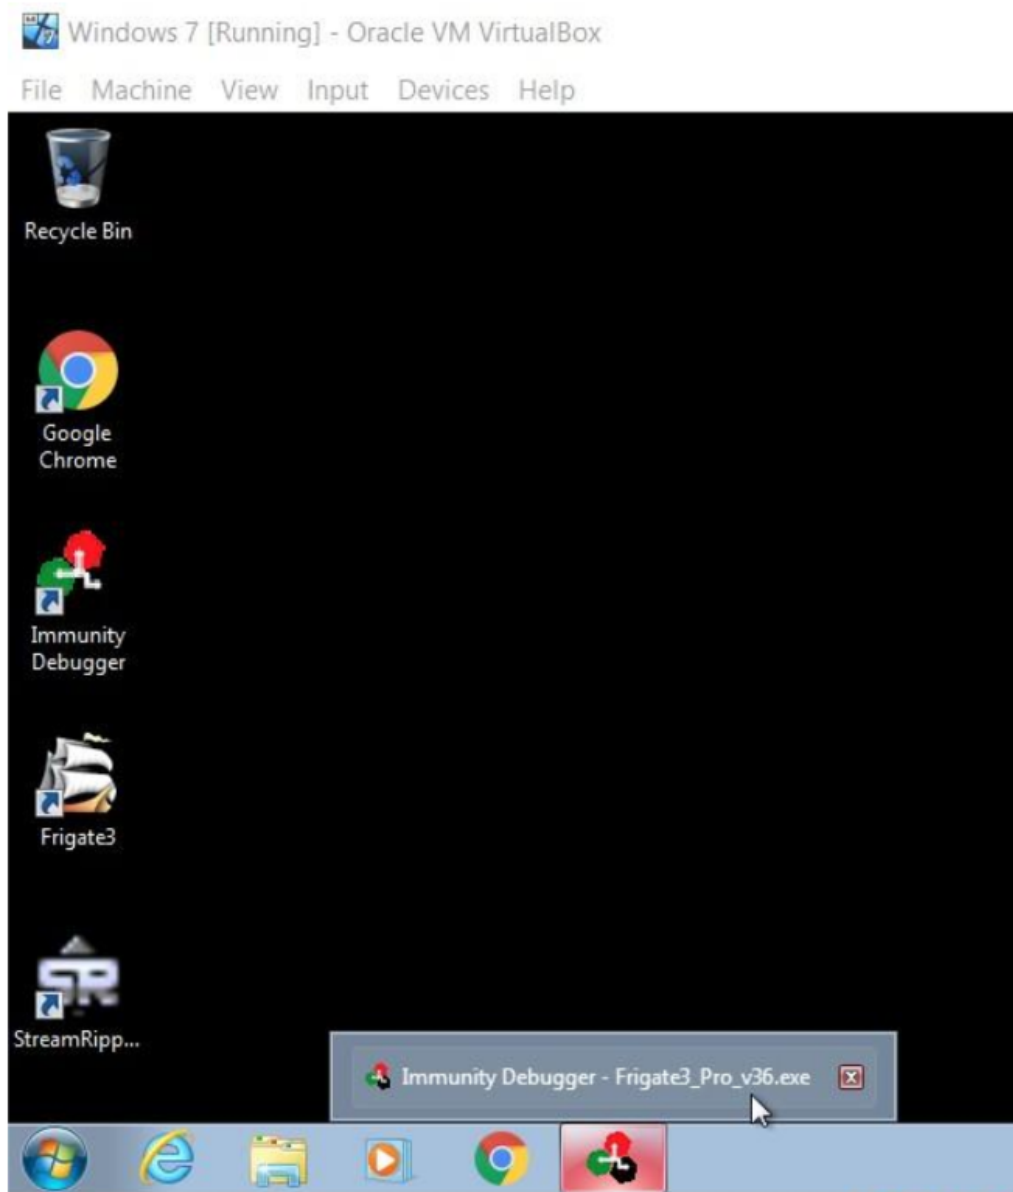 Windows 7 [Running] - Oracle VM VirtualBox
File Machine View Input Devices Help
Recycle Bin
Google
Chrome
Immunity
Debugger
Frigate3
SR
StreamRipp...
Immunity Debugger - Frigate3_Pro_v36.exe